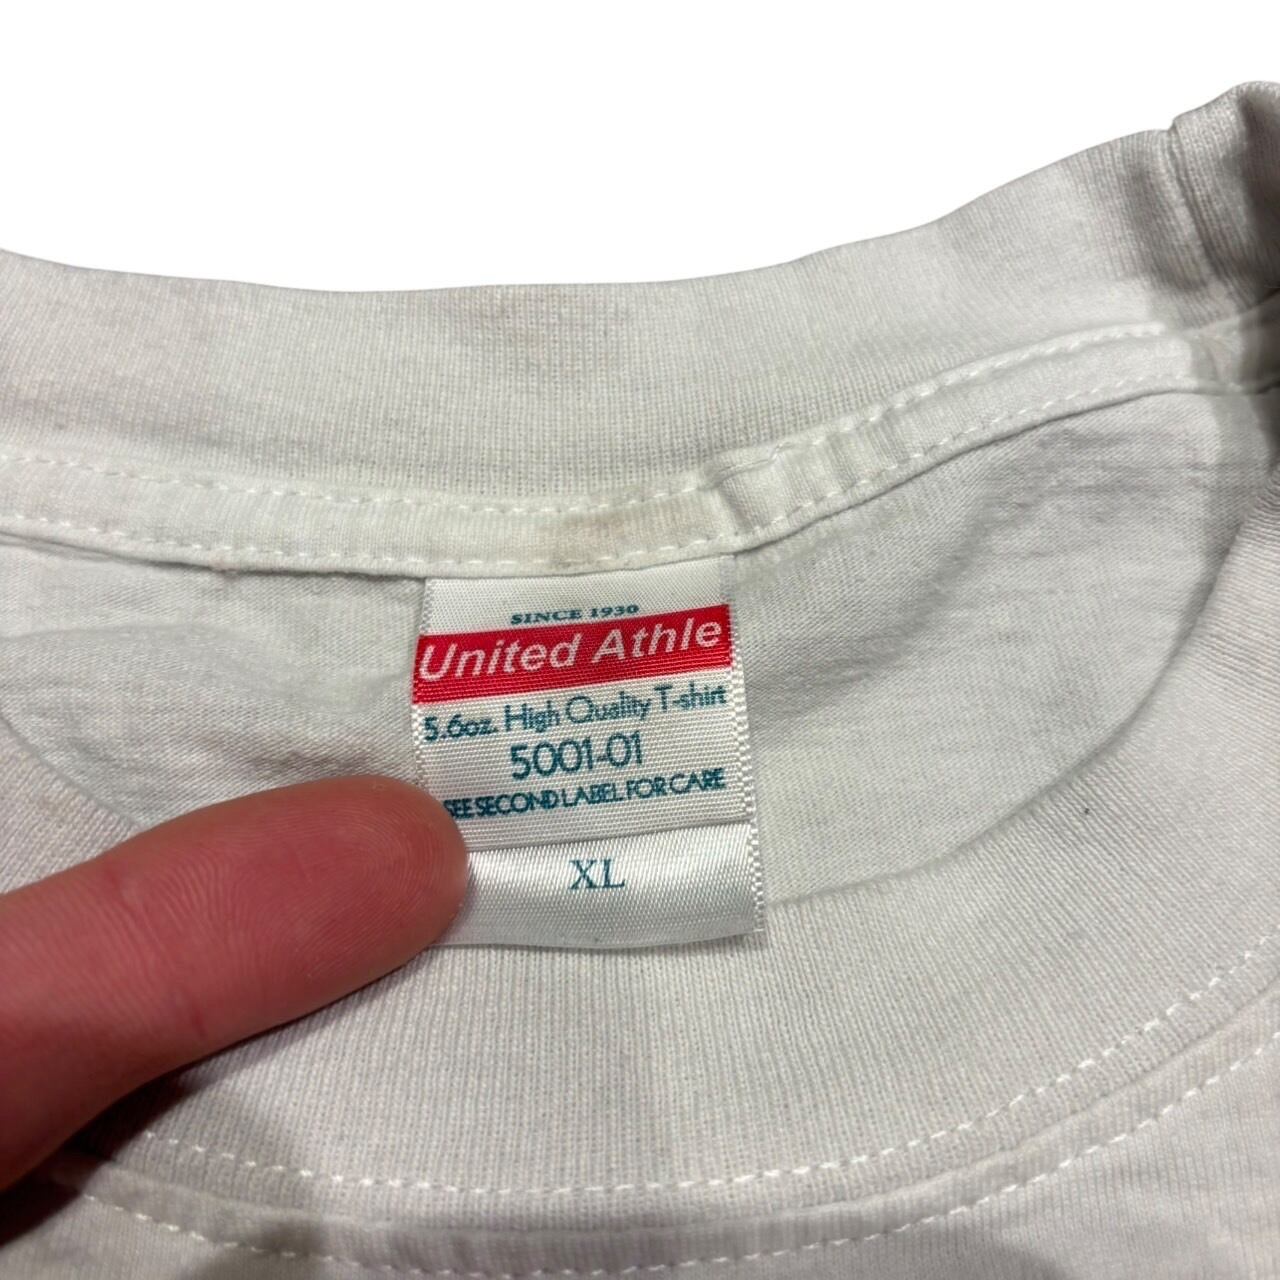 SINCE 1930
United Athle
5.6oz. High Quality T-shirt
5001-01
SEE SECOND LABEL FOR CARE
XL